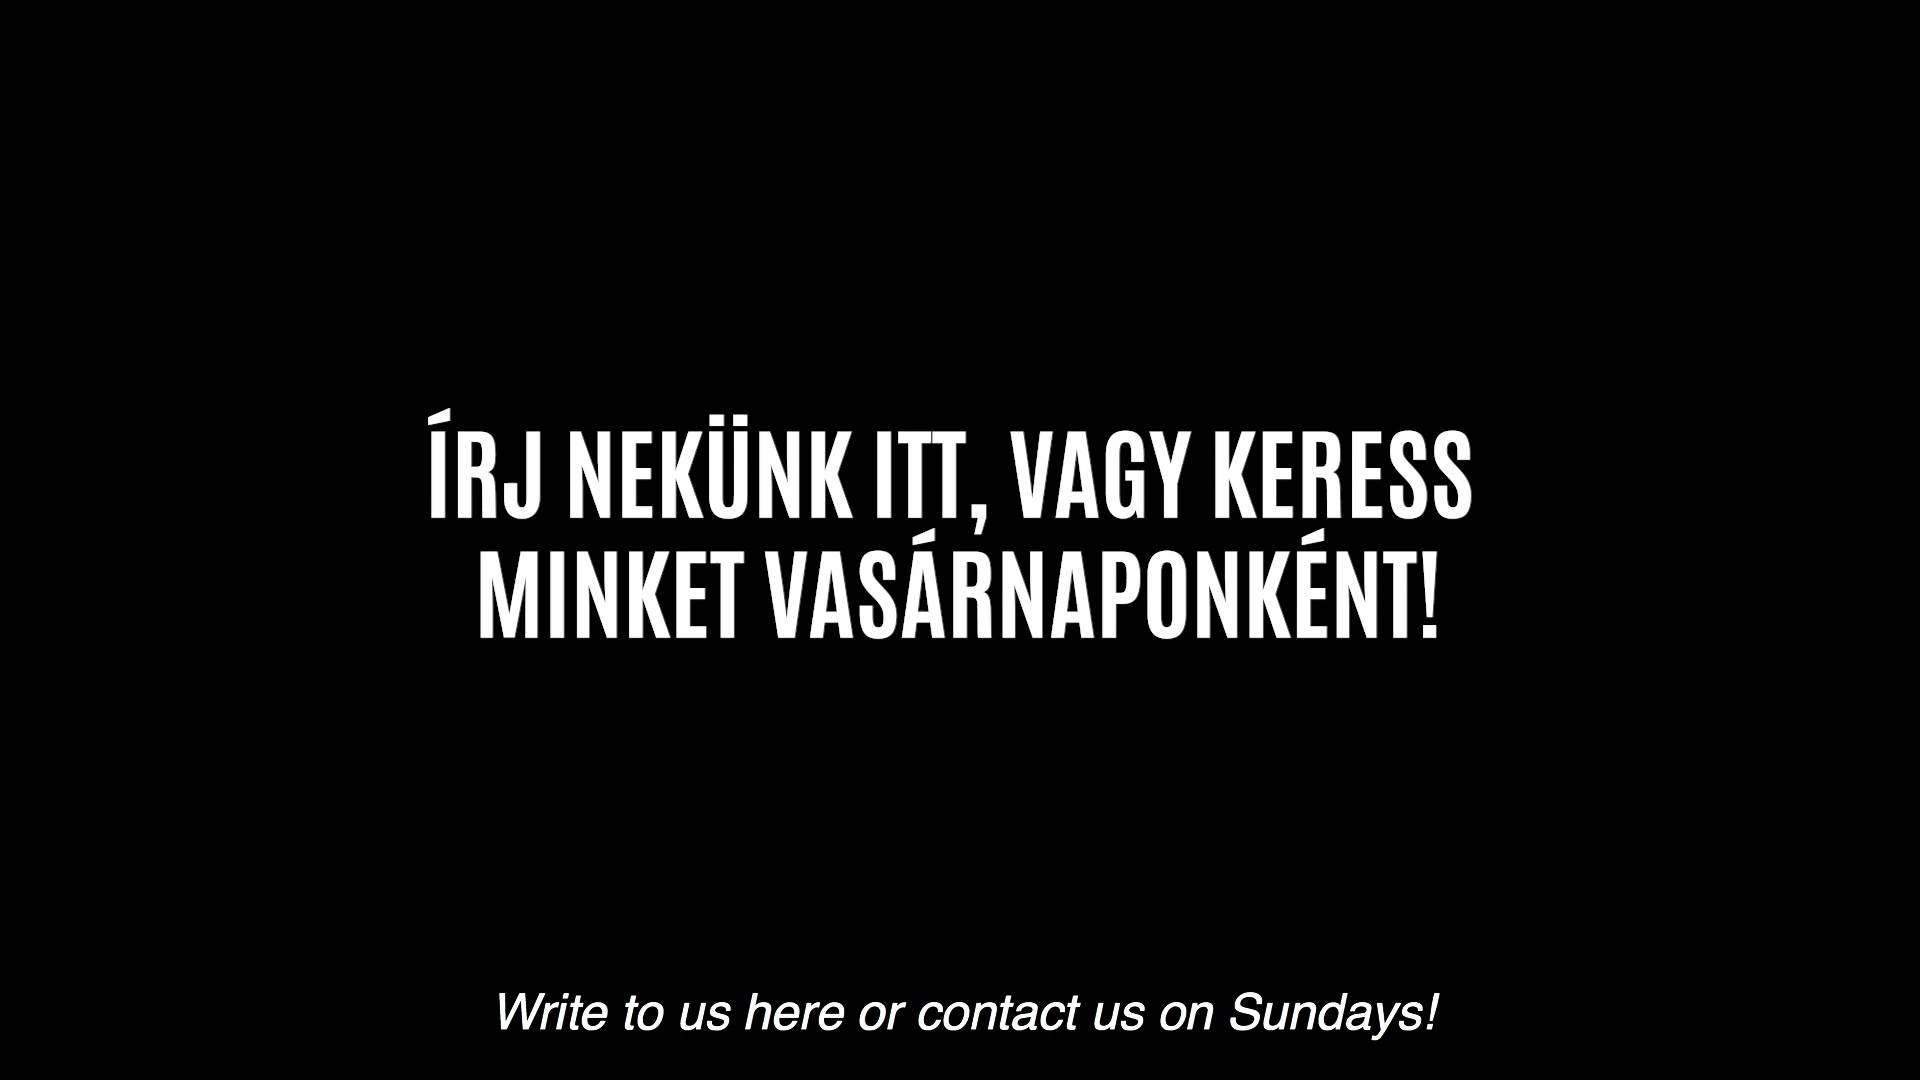 ÍRJ NEKÜNK ITT, VAGY KERESS
MINKET VASÁRNAPONKÉNT!
Write to us here or contact us on Sundays!